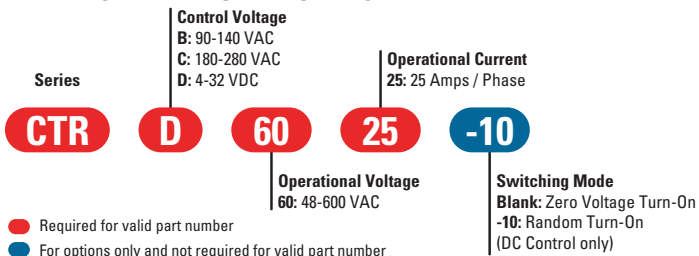 Control Voltage
B: 90-140 VAC
C: 180-280 VAC
D: 4-32 VDC
Operational Current
25: 25 Amps / Phase
Series
CTR D 60 25 -10
Operational Voltage
60: 48-600 VAC
Switching Mode
Blank: Zero Voltage Turn-On
-10: Random Turn-On
(DC Control only)
Required for valid part number
For options only and not required for valid part number